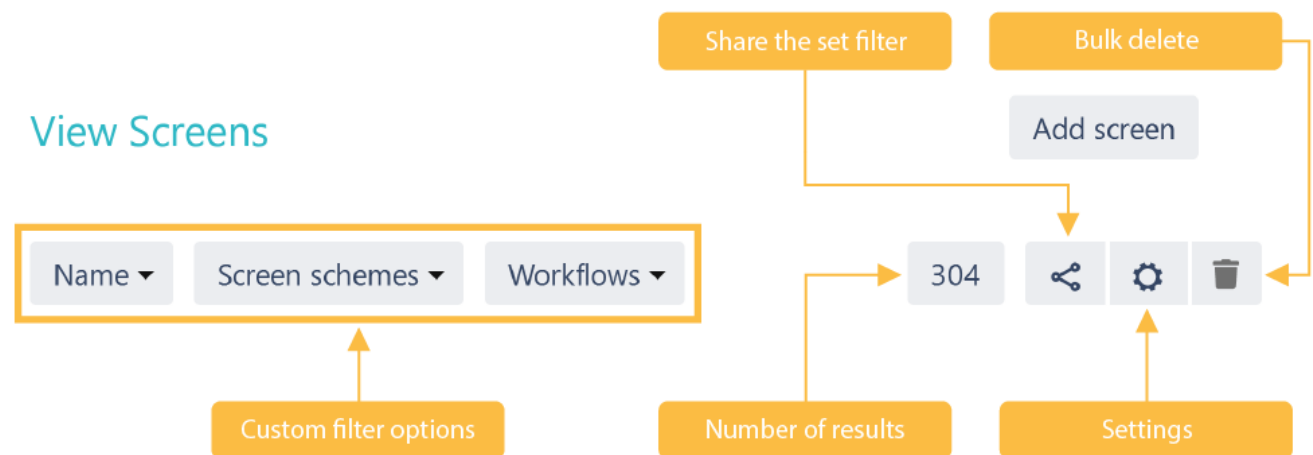 Share the set filter
Bulk delete
View Screens
Add screen
Name
Screen schemes
Workflows
304
Custom filter options
Number of results
Settings